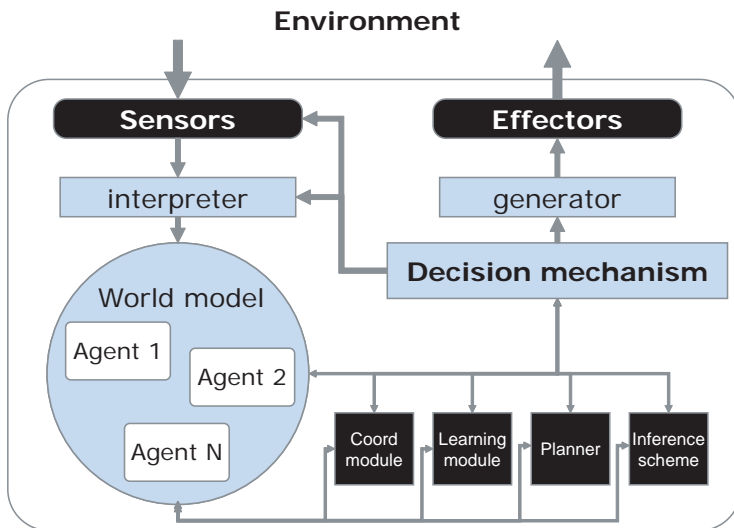 Environment
Sensors
Effectors
interpreter
generator
Decision mechanism
World model
Agent 1
Agent 2
Agent N
Coord
module
Learning
module
Planner
Inference
scheme